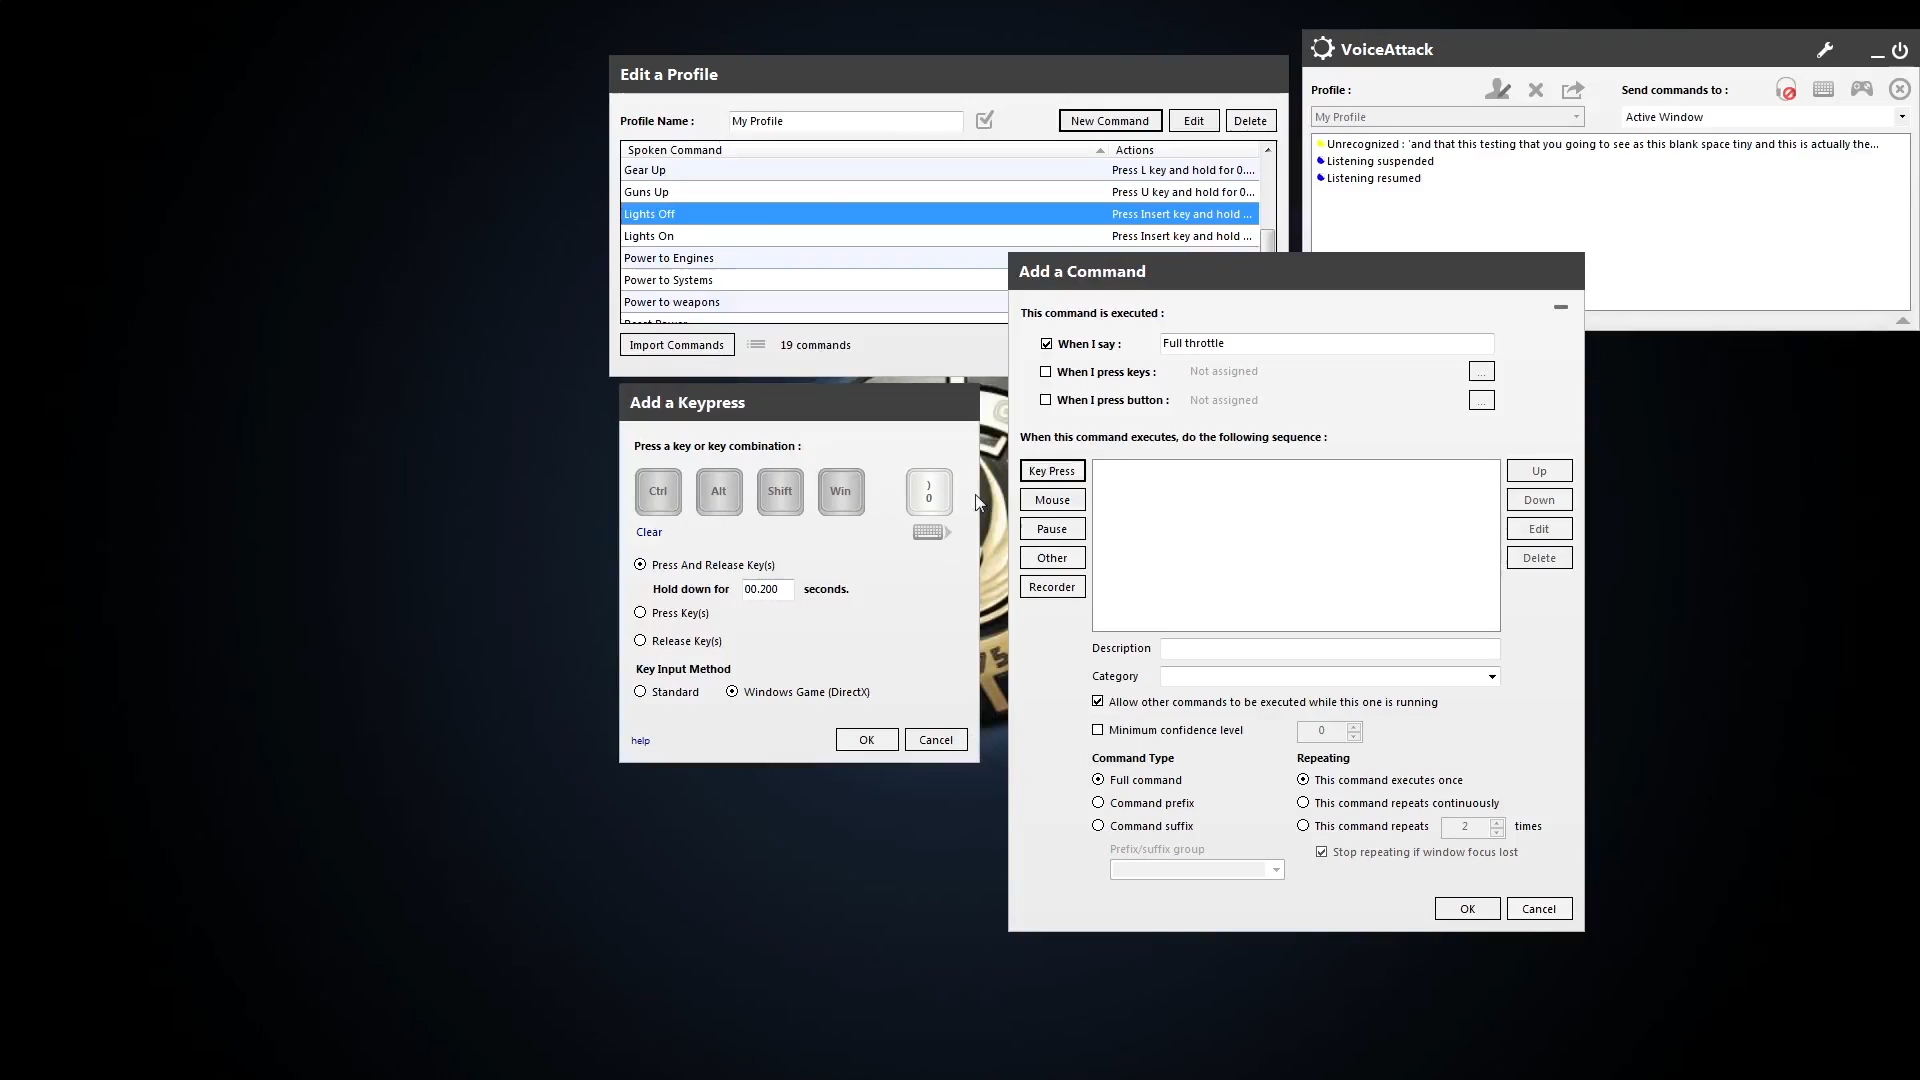 Edit a Profile
Profile Name :
My Profile
New Command
Edit
Delete
Spoken Command
Actions
Gear Up
Press L key and hold for 0....
Guns Up
Press U key and hold for 0...
Lights Off
Press Insert key and hold ...
Lights On
Press Insert key and hold ...
Power to Engines
Power to Systems
Power to weapons
Reset Power
Import Commands
19 commands
VoiceAttack
Profile :
Send commands to :
My Profile
Active Window
Unrecognized : 'and that this testing that you going to see as this blank space tiny and this is actually the...
Listening suspended
Listening resumed
Add a Keypress
Press a key or key combination :
Ctrl
Alt
Shift
Win
)
0
Clear
Press And Release Key(s)
Hold down for
00.200
seconds.
Press Key(s)
Release Key(s)
Key Input Method
Standard
Windows Game (DirectX)
help
OK
Cancel
Add a Command
This command is executed :
When I say :
Full throttle
When I press keys :
Not assigned
...
When I press button :
Not assigned
...
When this command executes, do the following sequence :
Key Press
Mouse
Pause
Other
Recorder
Up
Down
Edit
Delete
Description
Category
Allow other commands to be executed while this one is running
Minimum confidence level
0
Command Type
Full command
Command prefix
Command suffix
Prefix/suffix group
Repeating
This command executes once
This command repeats continuously
This command repeats
2
times
Stop repeating if window focus lost
OK
Cancel